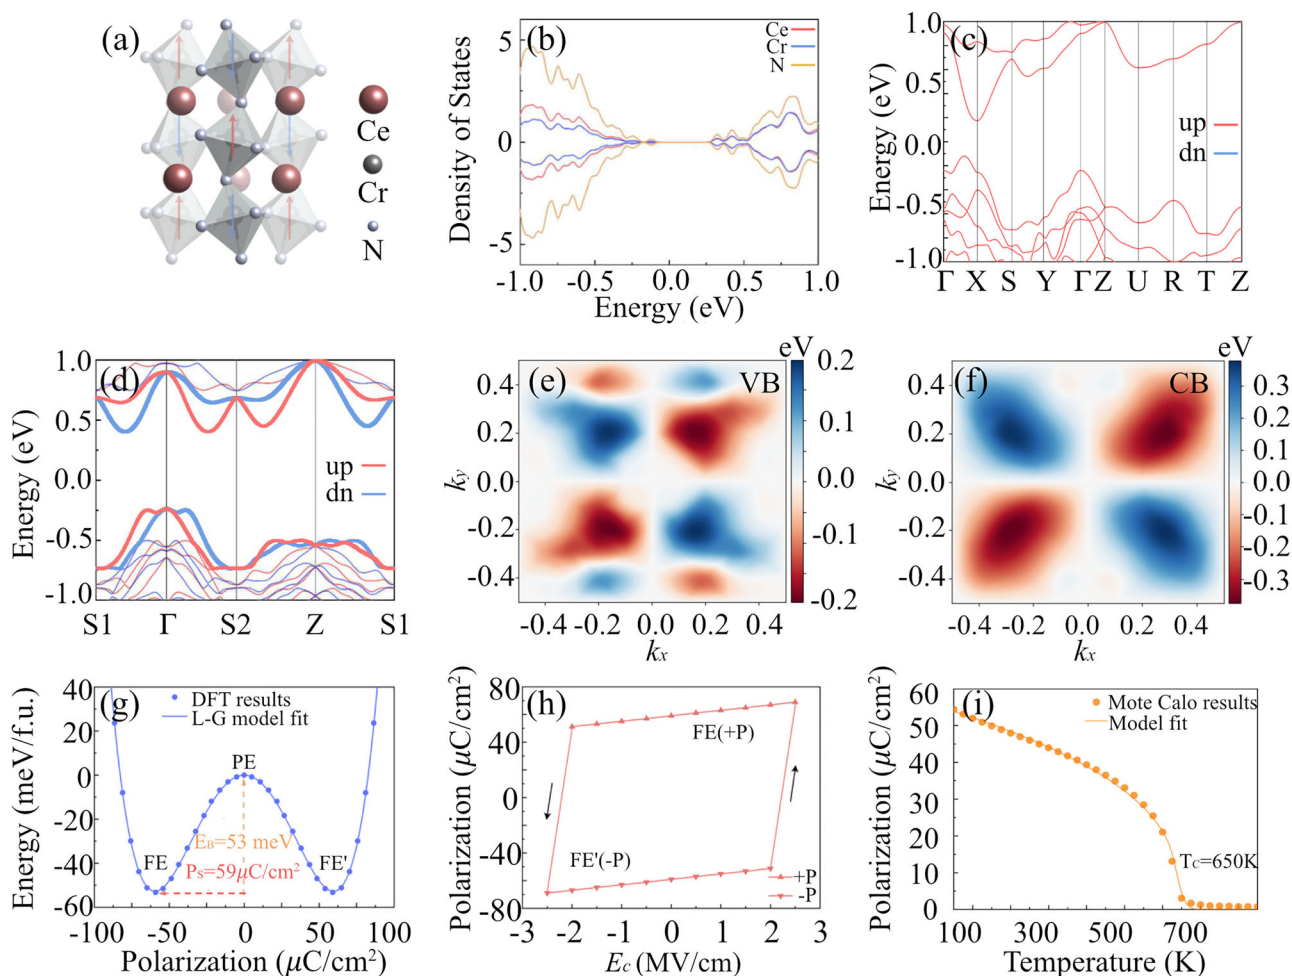 (a)
Ce
Cr
N
(b)
Density of States
5
0
-5
Ce
Cr
N
-1.0 -0.5 0.0 0.5 1.0
Energy (eV)
(c)
Energy (eV)
1.0
0.5
0.0
-0.5
-1.0
up
dn
Γ X S Y Γ Z U R T Z
(d)
Energy (eV)
1.0
0.5
0.0
-0.5
-1.0
up
dn
S1 Γ S2 Z S1
(e)
VB
eV
0.2
0.1
0.0
-0.1
-0.2
ky
0.4
0.2
0.0
-0.2
-0.4
-0.4 -0.2 0.0 0.2 0.4
kx
(f)
CB
eV
0.3
0.2
0.1
0.0
-0.1
-0.2
-0.3
ky
0.4
0.2
0.0
-0.2
-0.4
-0.4 -0.2 0.0 0.2 0.4
kx
(g)
DFT results
L-G model fit
Energy (meV/f.u.)
40
20
0
-20
-40
-60
PE
EB=53 meV
FE
FE'
PS=59μC/cm2
-100 -50 0 50 100
Polarization (μC/cm2)
(h)
Polarization (μC/cm2)
80
40
0
-40
-80
FE(+P)
FE'(-P)
+P
-P
-3 -2 -1 0 1 2 3
Ec (MV/cm)
(i)
Mote Calo results
Model fit
Polarization (μC/cm2)
60
50
40
30
20
10
0
TC=650K
100 300 500 700
Temperature (K)